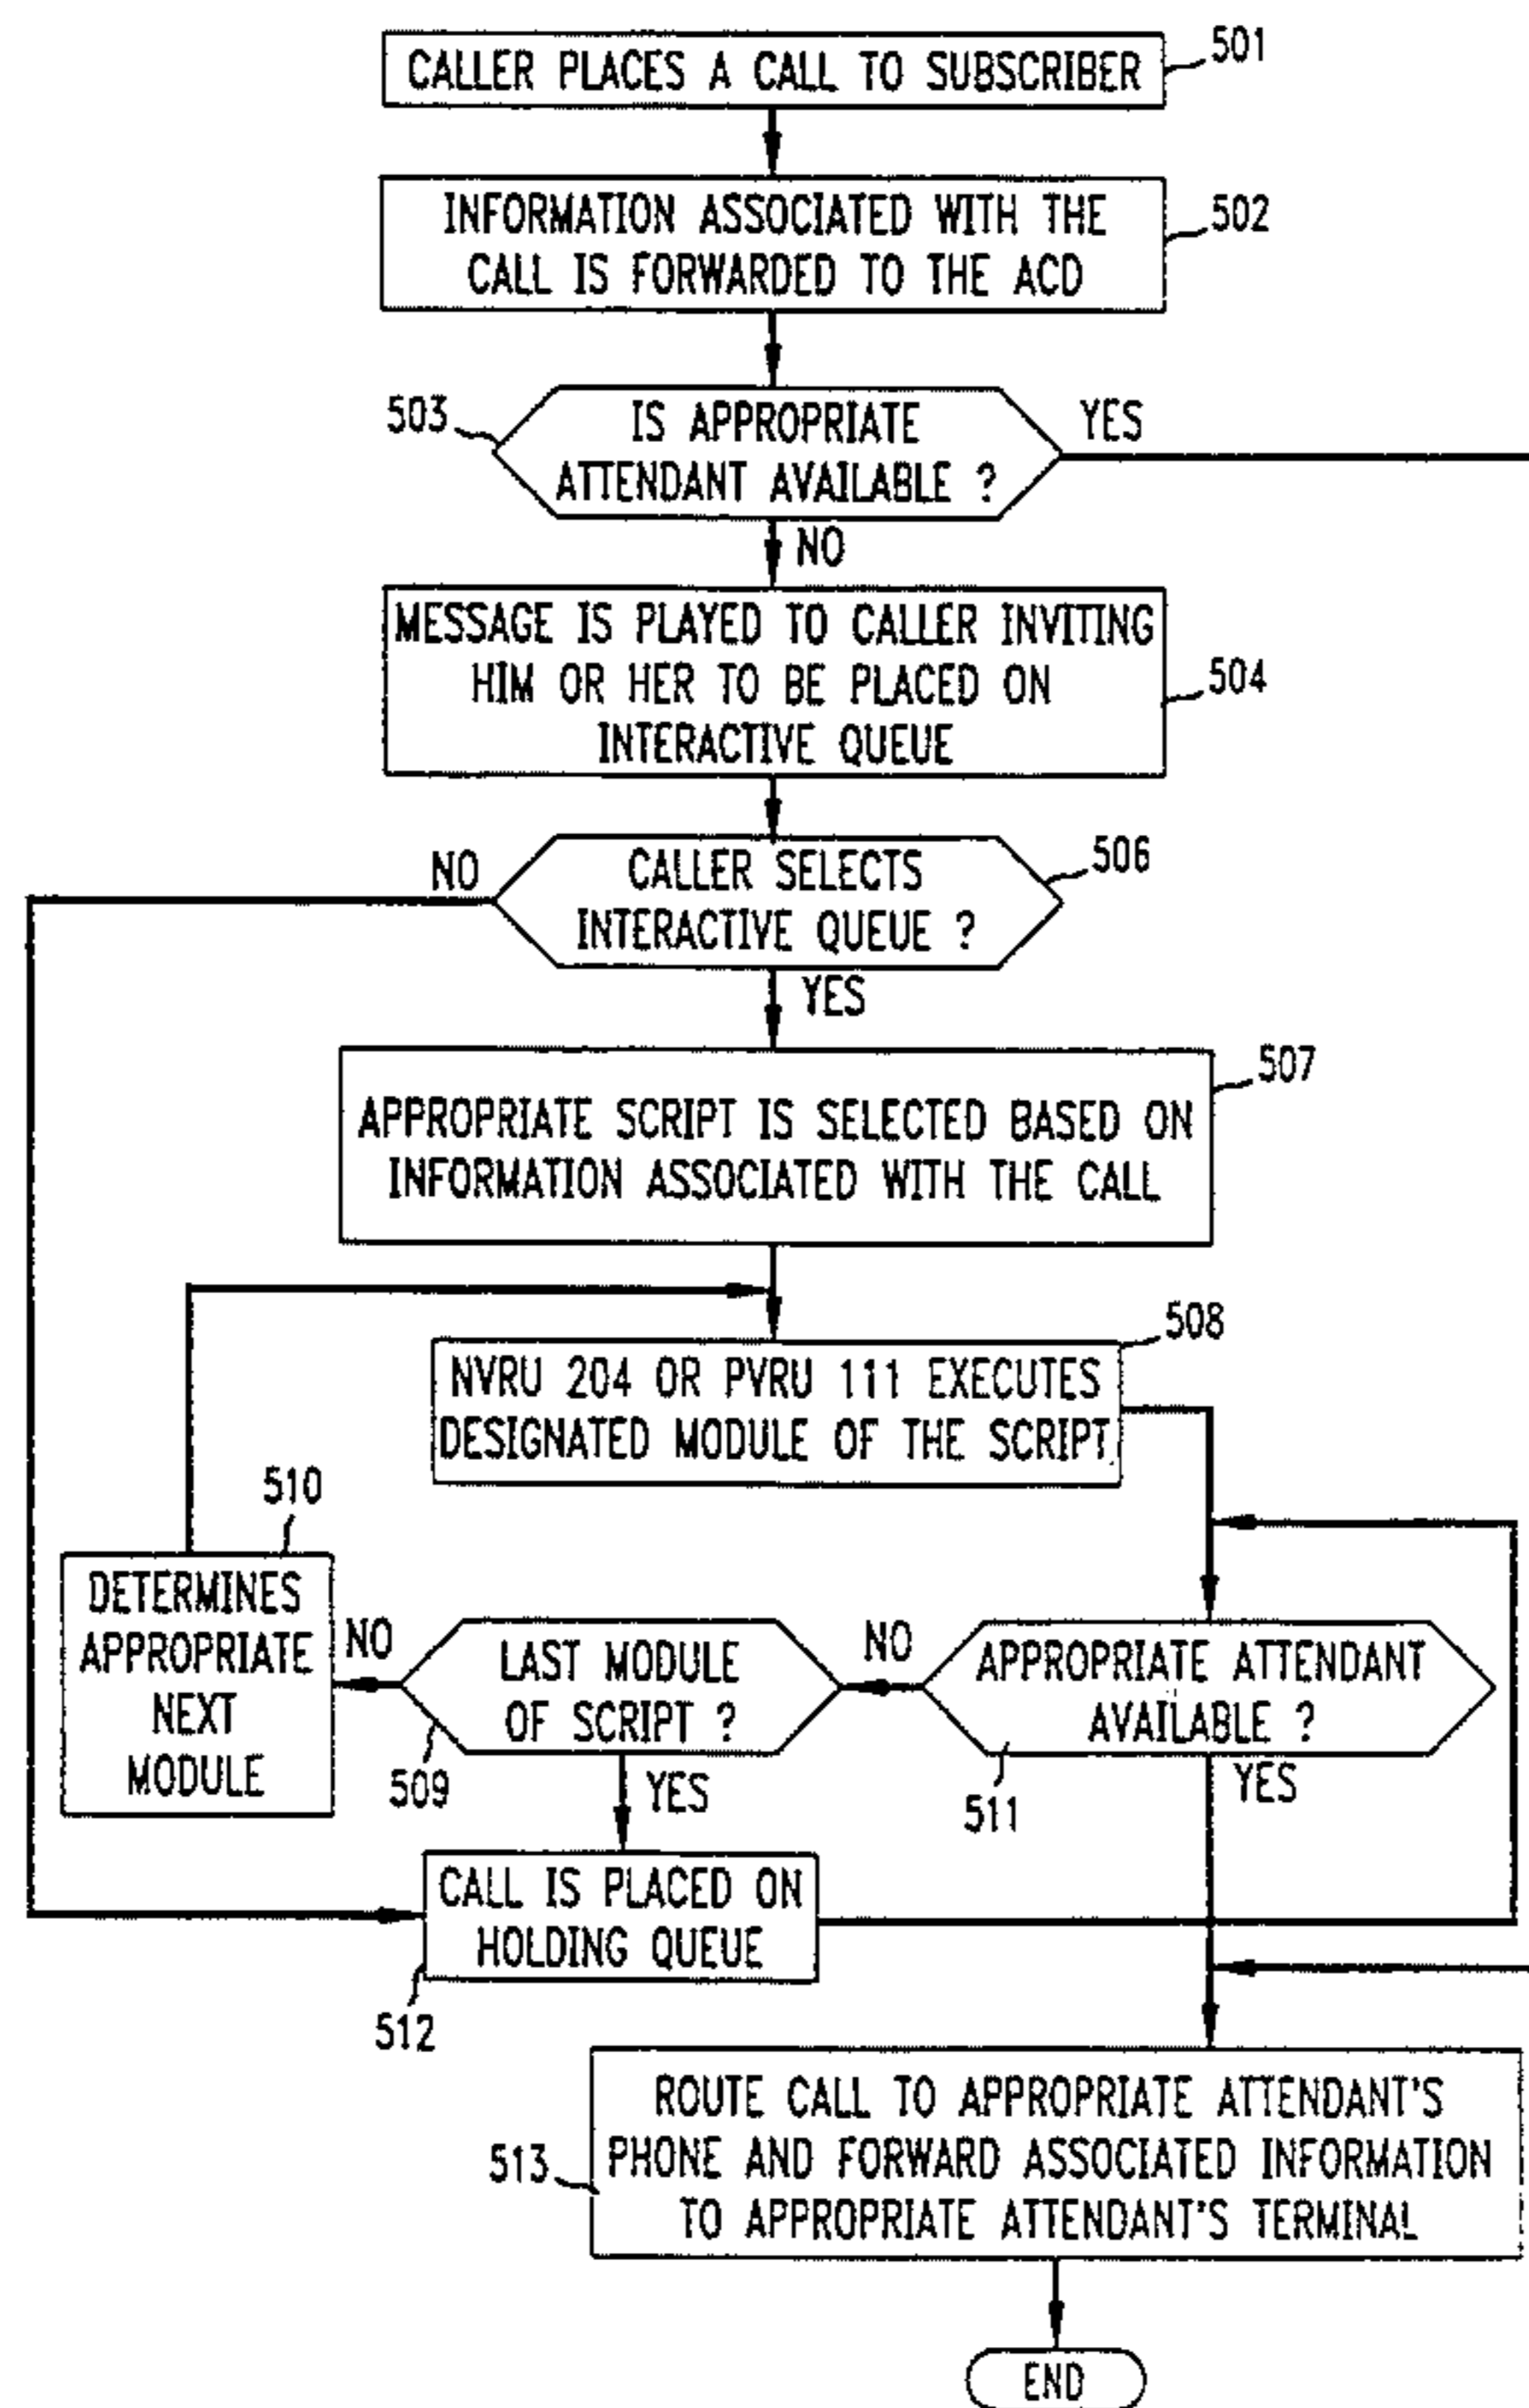 CALLER PLACES A CALL TO SUBSCRIBER
501
INFORMATION ASSOCIATED WITH THE
CALL IS FORWARDED TO THE ACD
502
503
IS APPROPRIATE
ATTENDANT AVAILABLE ?
YES
NO
MESSAGE IS PLAYED TO CALLER INVITING
HIM OR HER TO BE PLACED ON
INTERACTIVE QUEUE
504
NO
CALLER SELECTS
INTERACTIVE QUEUE ?
506
YES
APPROPRIATE SCRIPT IS SELECTED BASED ON
INFORMATION ASSOCIATED WITH THE CALL
507
NVRU 204 OR PVRU 111 EXECUTES
DESIGNATED MODULE OF THE SCRIPT
508
510
DETERMINES
APPROPRIATE
NEXT
MODULE
NO
LAST MODULE
OF SCRIPT ?
509
YES
NO
APPROPRIATE ATTENDANT
AVAILABLE ?
511
YES
CALL IS PLACED ON
HOLDING QUEUE
512
ROUTE CALL TO APPROPRIATE ATTENDANT'S
PHONE AND FORWARD ASSOCIATED INFORMATION
TO APPROPRIATE ATTENDANT'S TERMINAL
513
END